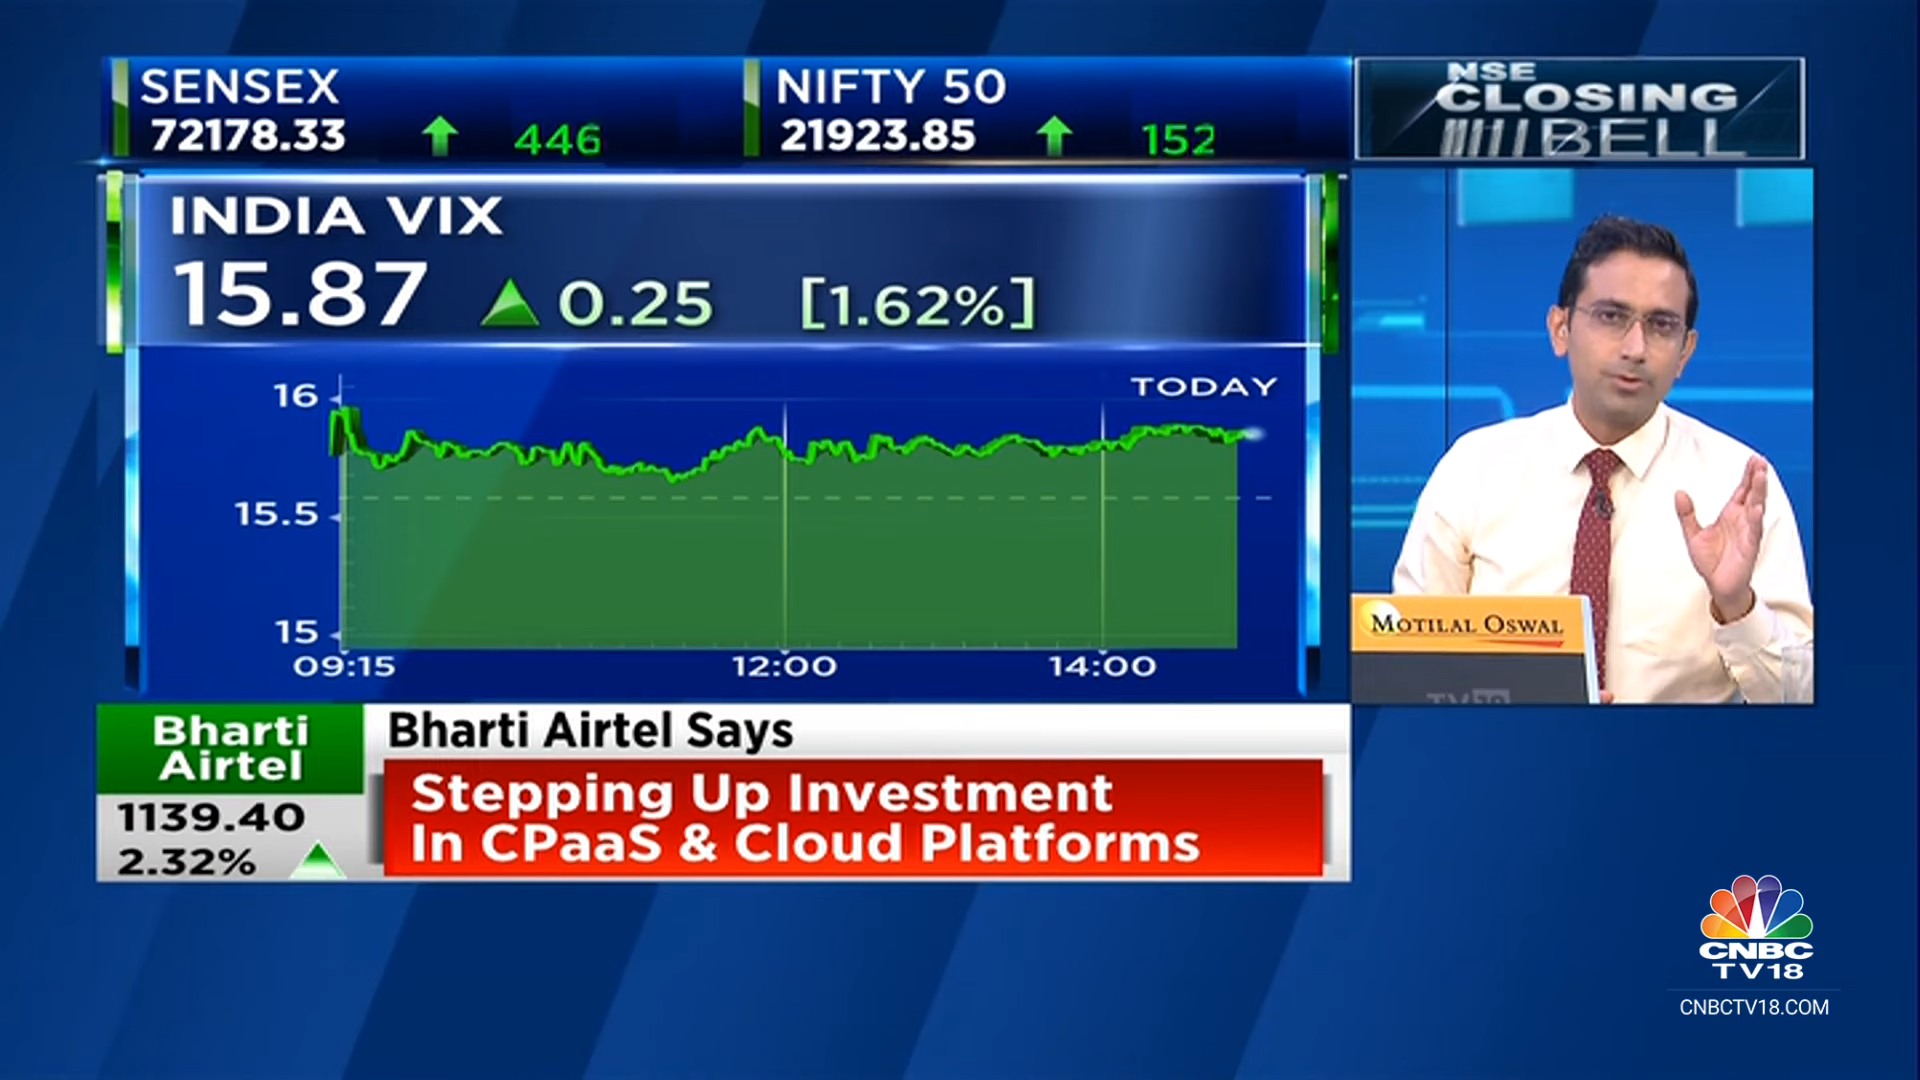 SENSEX
72178.33 446
NIFTY 50
21923.85 152
NSE
CLOSING
BELL
INDIA VIX
15.87 0.25 [1.62%]
TODAY
16
15.5
15
09:15 12:00 14:00
MOTILAL OSWAL
TV18
Bharti
Airtel
1139.40
2.32%
Bharti Airtel Says
Stepping Up Investment
In CPaaS & Cloud Platforms
CNBC
TV18
CNBCTV18.COM